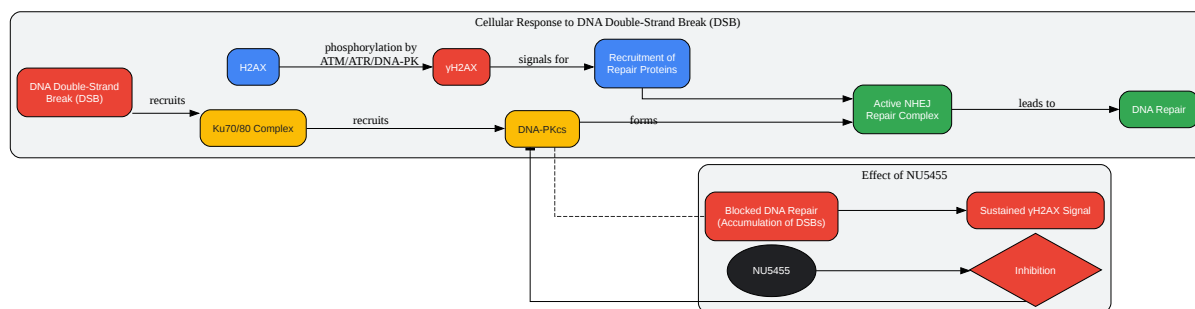 Cellular Response to DNA Double-Strand Break (DSB)
DNA Double-Strand
Break (DSB)
recruits
H2AX
phosphorylation by
ATM/ATR/DNA-PK
γH2AX
signals for
Recruitment of
Repair Proteins
Ku70/80 Complex
recruits
DNA-PKcs
forms
Active NHEJ
Repair Complex
leads to
DNA Repair
Effect of NU5455
Blocked DNA Repair
(Accumulation of DSBs)
Sustained γH2AX Signal
NU5455
Inhibition